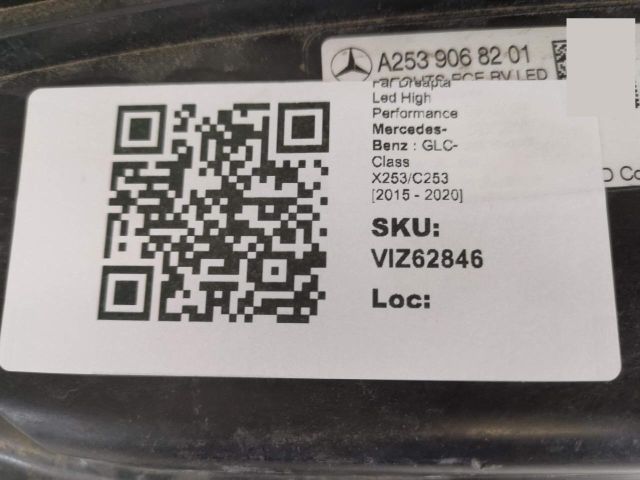 A253 906 82 01
Far Dreapta
Led High
Performance
Mercedes-
Benz : GLC-
Class
X253/C253
[2015 - 2020]
SKU:
VIZ62846
Loc: